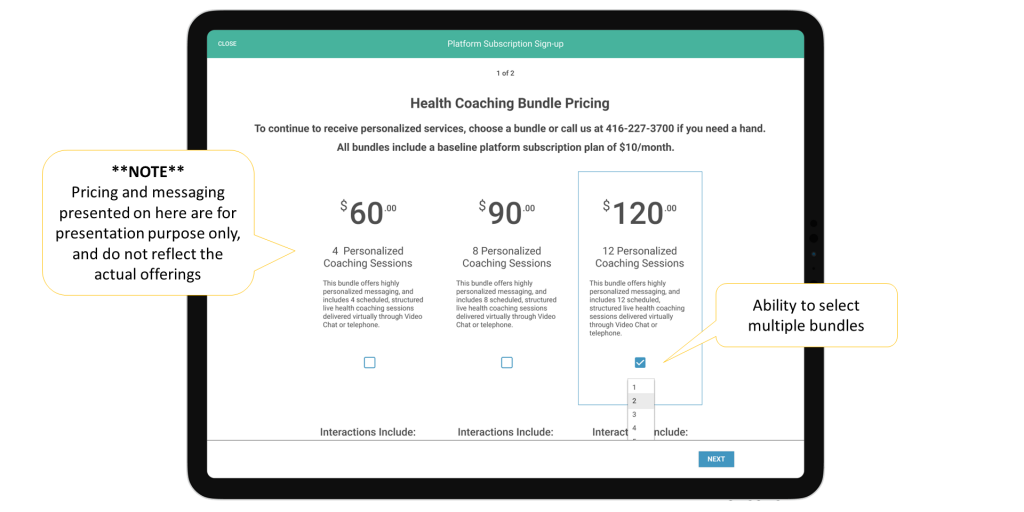 CLOSE
Platform Subscription Sign-up
1 of 2
Health Coaching Bundle Pricing
To continue to receive personalized services, choose a bundle or call us at 416-227-3700 if you need a hand.
All bundles include a baseline platform subscription plan of $10/month.
**NOTE**
Pricing and messaging
presented on here are for
presentation purpose only,
and do not reflect the
actual offerings
$60.00
4 Personalized
Coaching Sessions
This bundle offers highly
personalized messaging, and
includes 4 scheduled, structured
live health coaching sessions
delivered virtually through Video
Chat or telephone.
$90.00
8 Personalized
Coaching Sessions
This bundle offers highly
personalized messaging, and
includes 8 scheduled, structured
live health coaching sessions
delivered virtually through Video
Chat or telephone.
$120.00
12 Personalized
Coaching Sessions
This bundle offers highly
personalized messaging, and
includes 12 scheduled,
structured live health coaching
sessions delivered virtually
through Video Chat or
telephone.
Ability to select
multiple bundles
1
2
3
4
Interactions Include:
Interactions Include:
Interact nclude:
NEXT